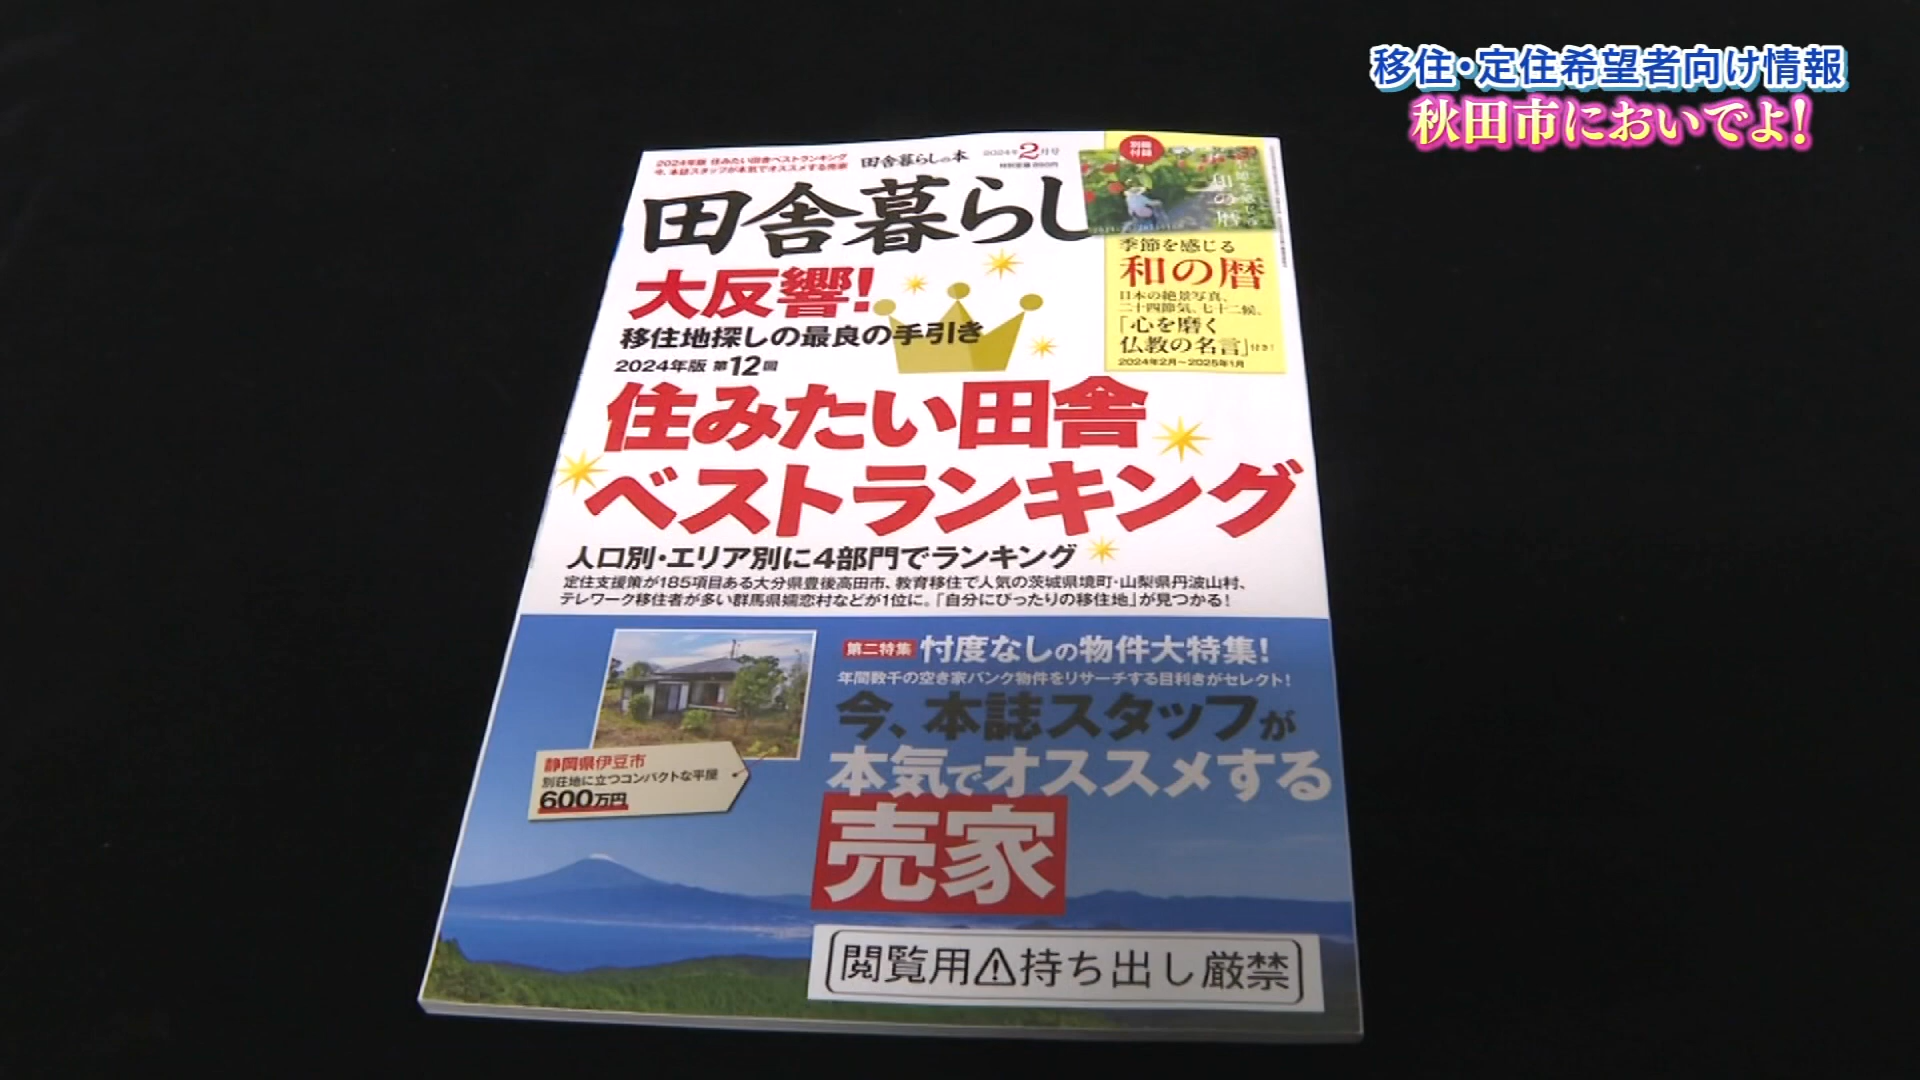 移住・定住希望者向け情報
秋田市においでよ!
2024年版 住みたい田舎ベストランキング
今、本誌スタッフが本気でオススメする売家
田舎暮らしの本
2024年2月号
田舎暮らし
別冊付録
和の暦
季節を感じる
和の暦
日本の絶景写真、
二十四節気、七十二候、
「心を磨く
仏教の名言」付き!
2024年2月~2025年1月
大反響!
移住地探しの最良の手引き
2024年版 第12回
住みたい田舎
ベストランキング
人口別・エリア別に4部門でランキング
定住支援策が185項目ある大分県豊後高田市、教育移住で人気の茨城県境町・山梨県丹波山村、
テレワーク移住者が多い群馬県嬬恋村などが1位に。「自分にぴったりの移住地」が見つかる!
第二特集 忖度なしの物件大特集!
年間数千の空き家バンク物件をリサーチする目利きがセレクト!
今、本誌スタッフが
本気でオススメする
売家
静岡県伊豆市
別荘地に立つコンパクトな平屋
600万円
閲覧用⚠持ち出し厳禁